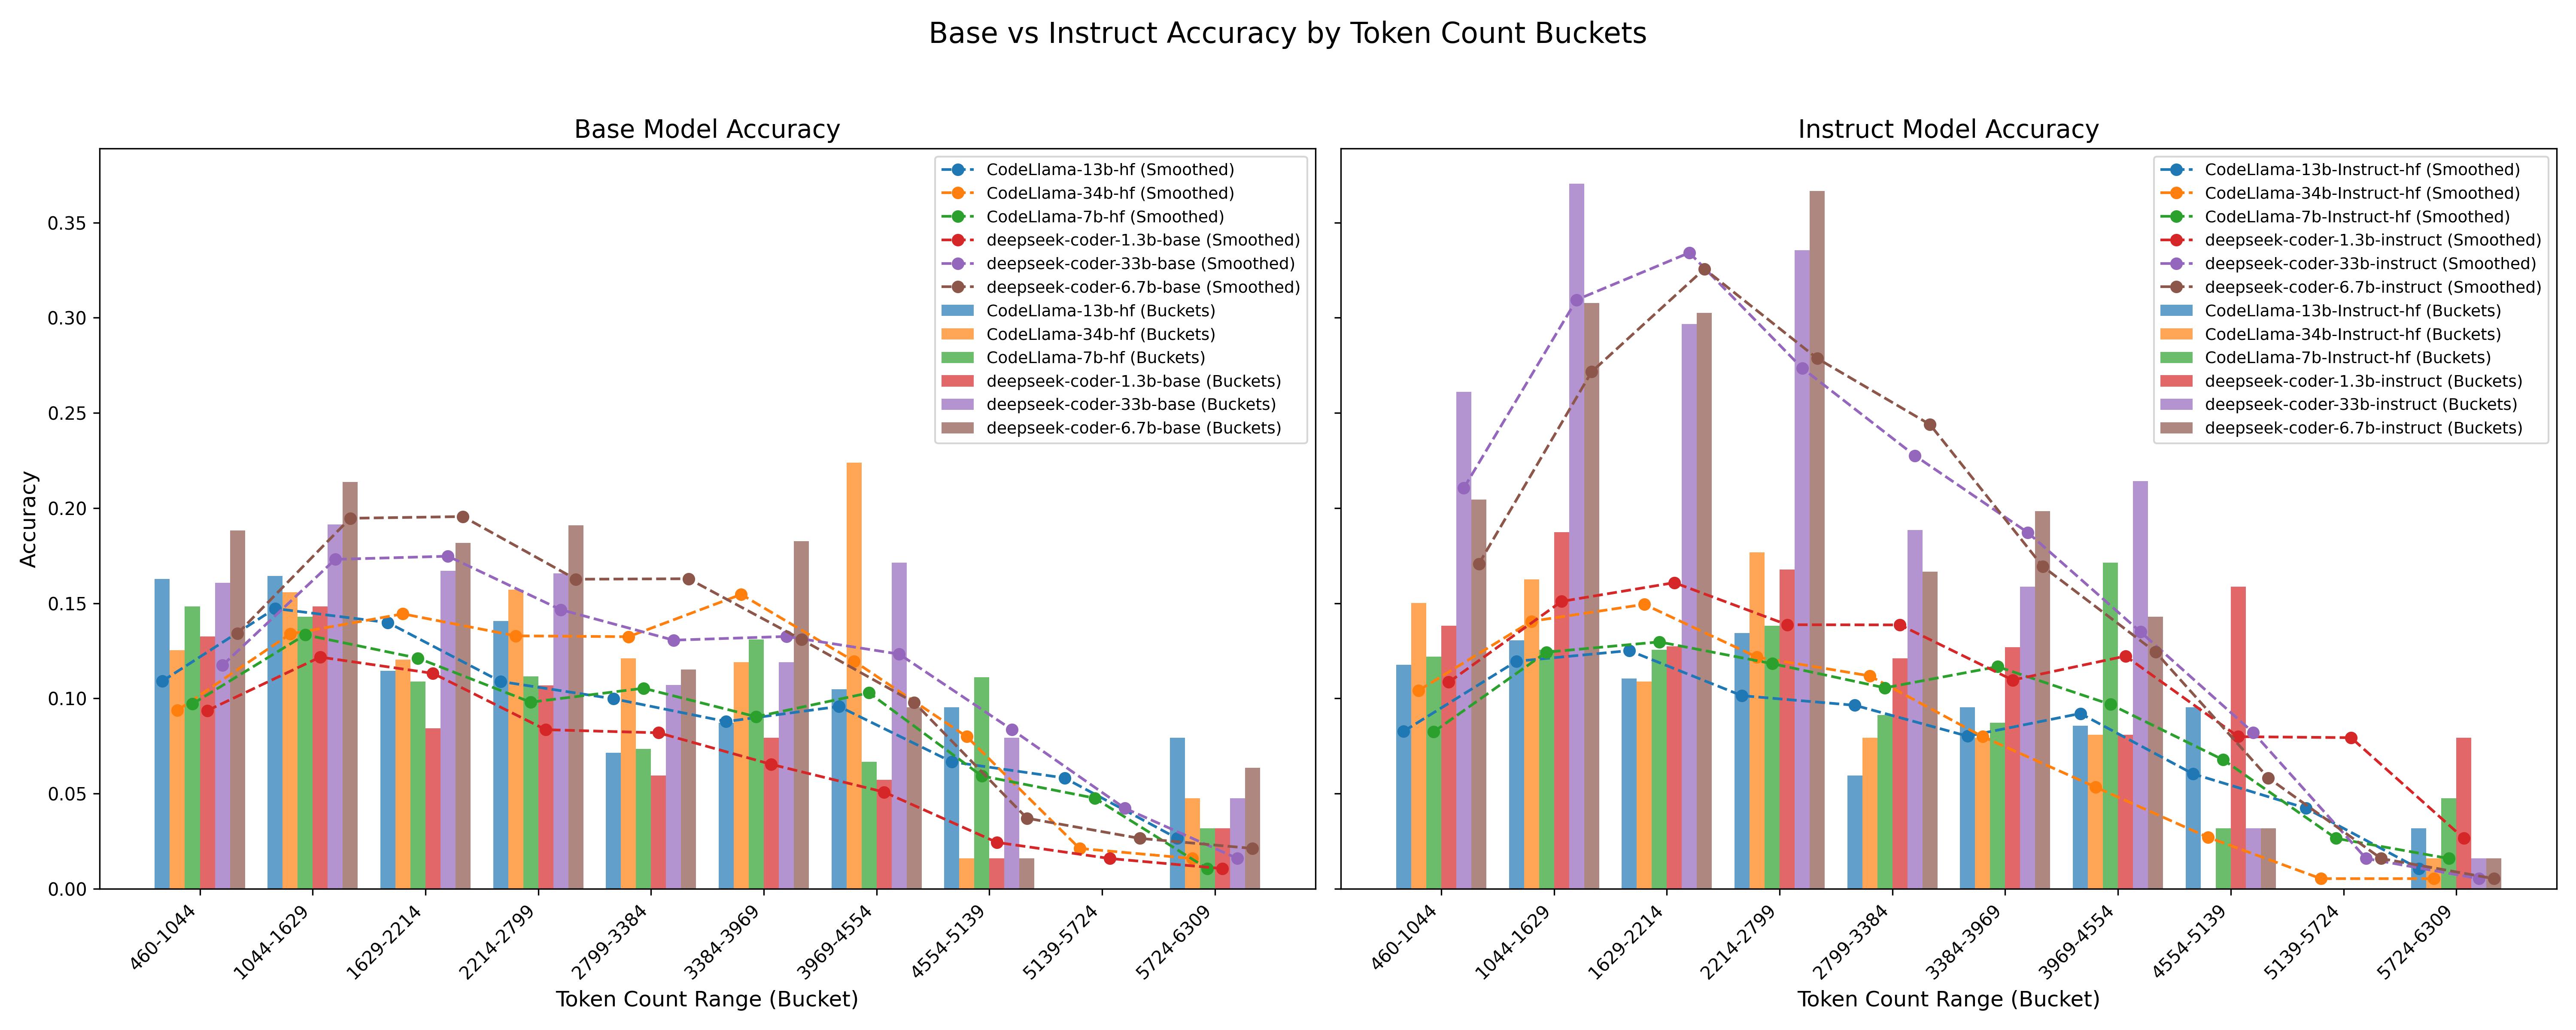 Base vs Instruct Accuracy by Token Count Buckets
Base Model Accuracy
Accuracy
0.35
0.30
0.25
0.20
0.15
0.10
0.05
0.00
CodeLlama-13b-hf (Smoothed)
CodeLlama-34b-hf (Smoothed)
CodeLlama-7b-hf (Smoothed)
deepseek-coder-1.3b-base (Smoothed)
deepseek-coder-33b-base (Smoothed)
deepseek-coder-6.7b-base (Smoothed)
CodeLlama-13b-hf (Buckets)
CodeLlama-34b-hf (Buckets)
CodeLlama-7b-hf (Buckets)
deepseek-coder-1.3b-base (Buckets)
deepseek-coder-33b-base (Buckets)
deepseek-coder-6.7b-base (Buckets)
460-1044
1044-1629
1629-2214
2214-2799
2799-3384
3384-3969
3969-4554
4554-5139
5139-5724
5724-6309
Token Count Range (Bucket)
Instruct Model Accuracy
CodeLlama-13b-Instruct-hf (Smoothed)
CodeLlama-34b-Instruct-hf (Smoothed)
CodeLlama-7b-Instruct-hf (Smoothed)
deepseek-coder-1.3b-instruct (Smoothed)
deepseek-coder-33b-instruct (Smoothed)
deepseek-coder-6.7b-instruct (Smoothed)
CodeLlama-13b-Instruct-hf (Buckets)
CodeLlama-34b-Instruct-hf (Buckets)
CodeLlama-7b-Instruct-hf (Buckets)
deepseek-coder-1.3b-instruct (Buckets)
deepseek-coder-33b-instruct (Buckets)
deepseek-coder-6.7b-instruct (Buckets)
460-1044
1044-1629
1629-2214
2214-2799
2799-3384
3384-3969
3969-4554
4554-5139
5139-5724
5724-6309
Token Count Range (Bucket)